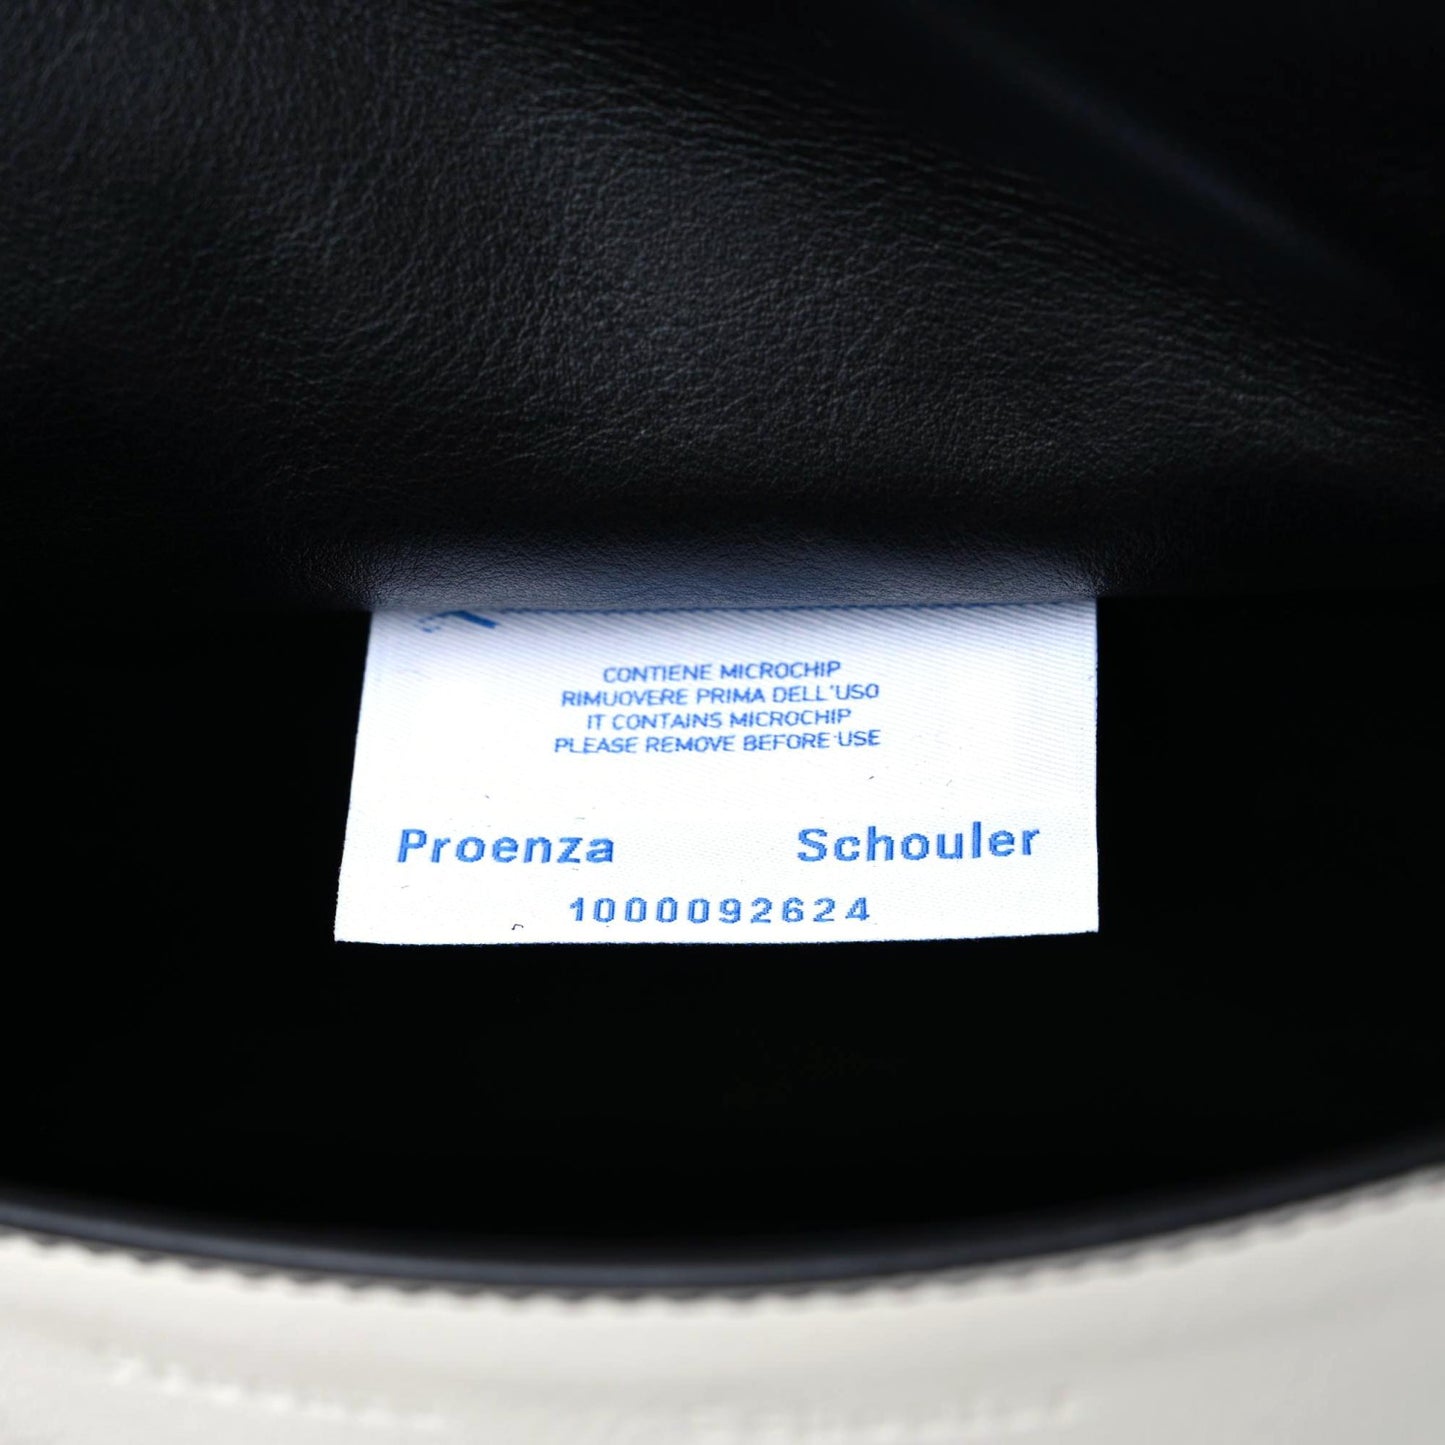 CONTIENE MICROCHIP
RIMUOVERE PRIMA DELL'USO
IT CONTAINS MICROCHIP
PLEASE REMOVE BEFORE USE
Proenza Schouler
1000092624